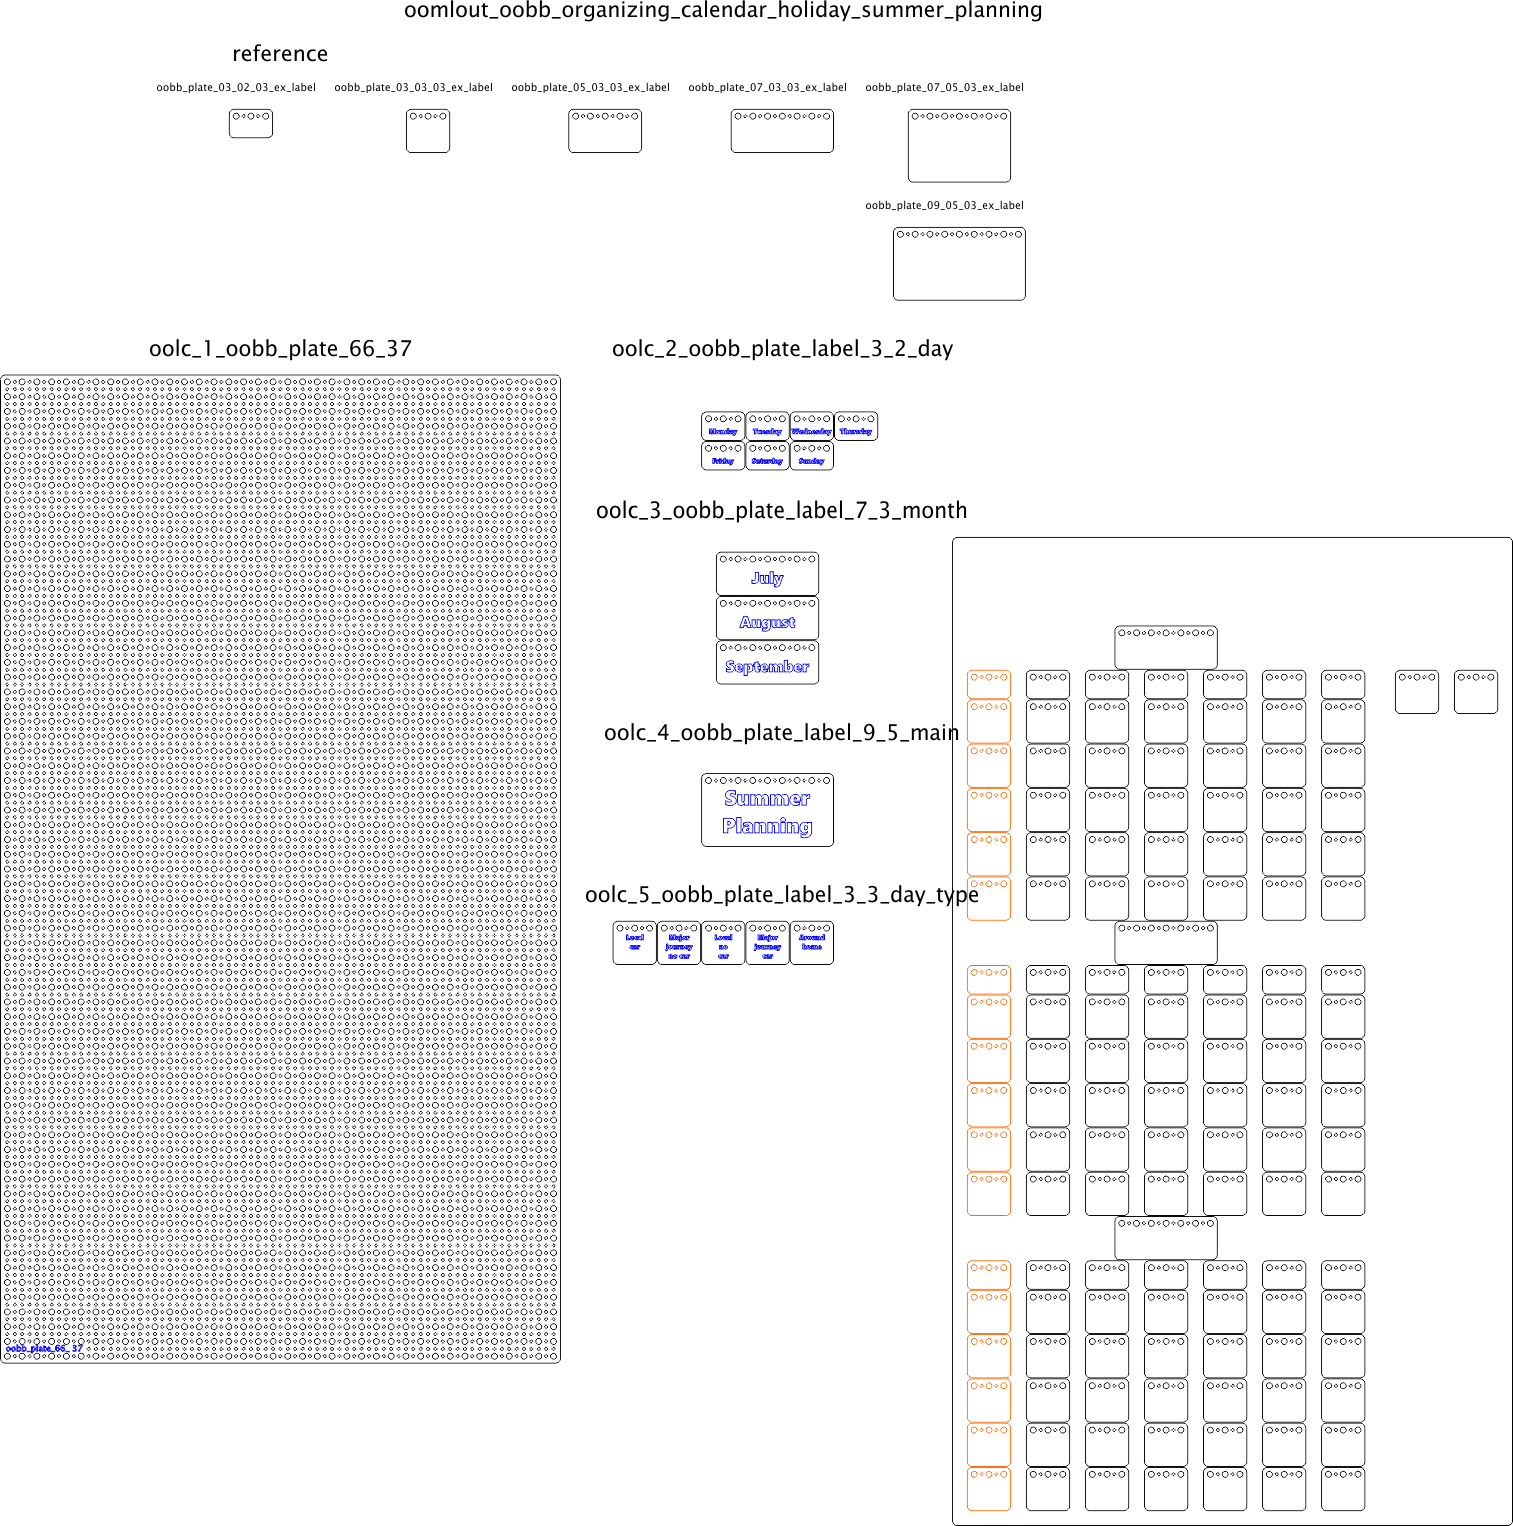 oomlout_oobb_organizing_calendar_holiday_summer_planning
reference
oobb_plate_03_02_03_ex_label
oobb_plate_03_03_03_ex_label
oobb_plate_05_03_03_ex_label
oobb_plate_07_03_03_ex_label
oobb_plate_07_05_03_ex_label
oobb_plate_09_05_03_ex_label
oolc_1_oobb_plate_66_37
oobb_plate_66_37
oolc_2_oobb_plate_label_3_2_day
Monday
Tuesday
Wednesday
Thursday
Friday
Saturday
Sunday
oolc_3_oobb_plate_label_7_3_month
July
August
September
oolc_4_oobb_plate_label_9_5_main
Summer
Planning
oolc_5_oobb_plate_label_3_3_day_type
Local
car
Major
journey
no car
Local
no
car
Major
journey
car
Around
home